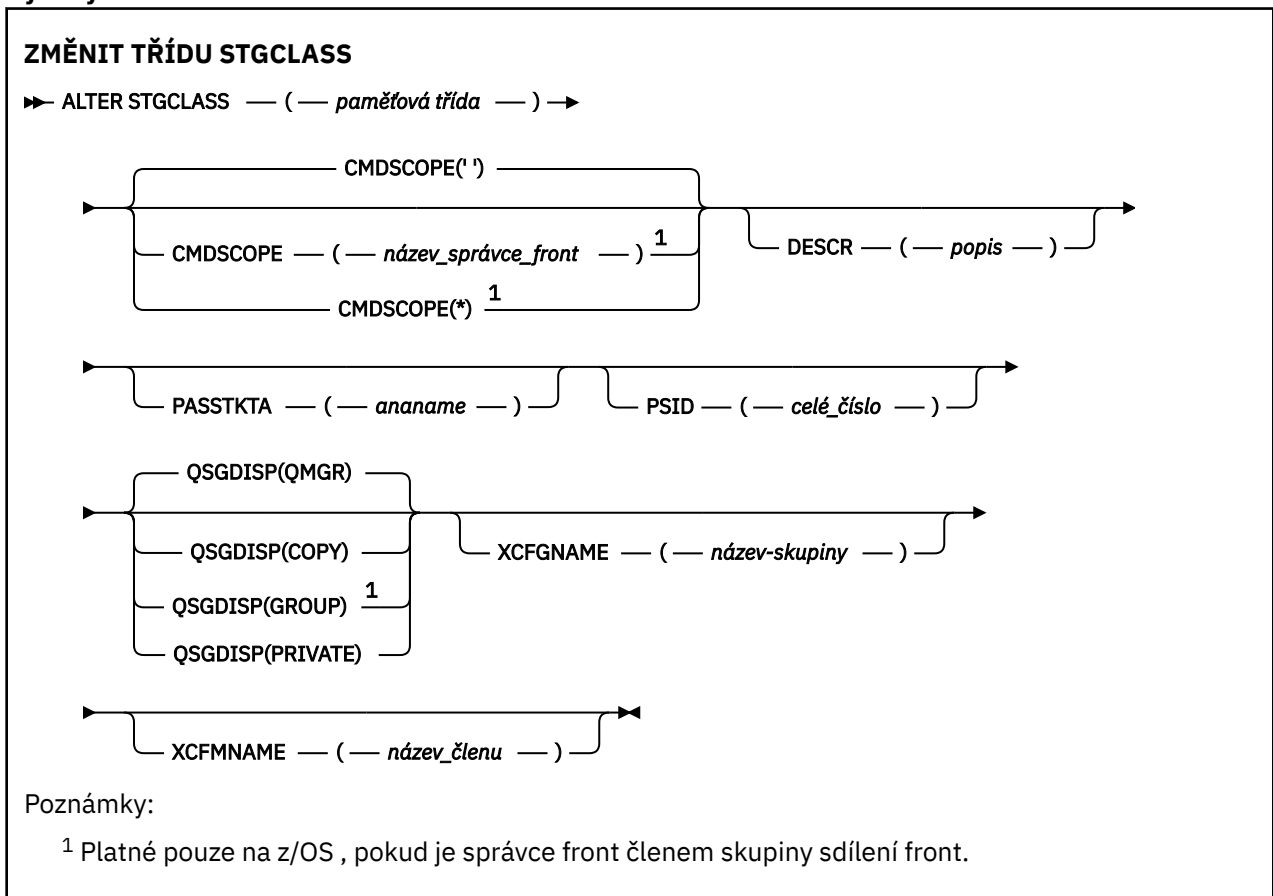 ZMĚNIT TŘÍDU STGCLASS
ALTER STGCLASS ( paměťová třída )
CMDSCOPE(' ')
CMDSCOPE ( název_správce_front ) 1
CMDSCOPE(*) 1
DESCR ( popis )
PASSTKTA ( ananame )
PSID ( celé_číslo )
QSGDISP(QMGR)
QSGDISP(COPY)
QSGDISP(GROUP) 1
QSGDISP(PRIVATE)
XCFGNAME ( název-skupiny )
XCFMNAME ( název_členu )
Poznámky:
1 Platné pouze na z/OS , pokud je správce front členem skupiny sdílení front.